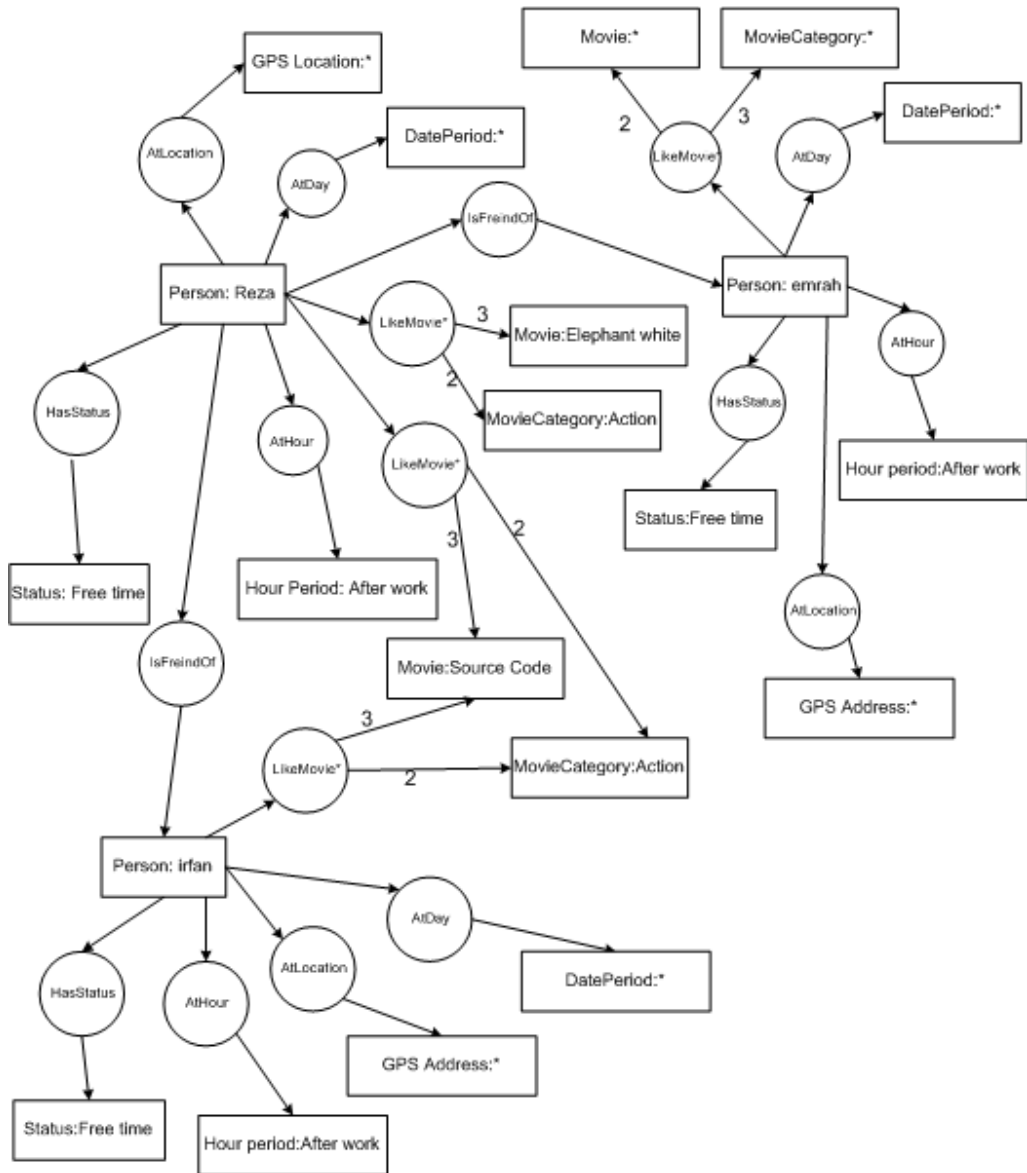 Movie:*
MovieCategory:*
GPS Location:*
2
3
DatePeriod:*
DatePeriod:*
AtLocation
LikeMovie*
AtDay
AtDay
IsFreindOf
Person: Reza
Person: emrah
LikeMovie*
3
Movie:Elephant white
AtHour
2
HasStatus
HasStatus
MovieCategory:Action
AtHour
LikeMovie*
Hour period:After work
Status:Free time
3
2
Status: Free time
Hour Period: After work
AtLocation
IsFreindOf
Movie:Source Code
GPS Address:*
3
LikeMovie*
2
MovieCategory:Action
Person: irfan
AtDay
HasStatus
AtHour
AtLocation
DatePeriod:*
GPS Address:*
Status:Free time
Hour period:After work